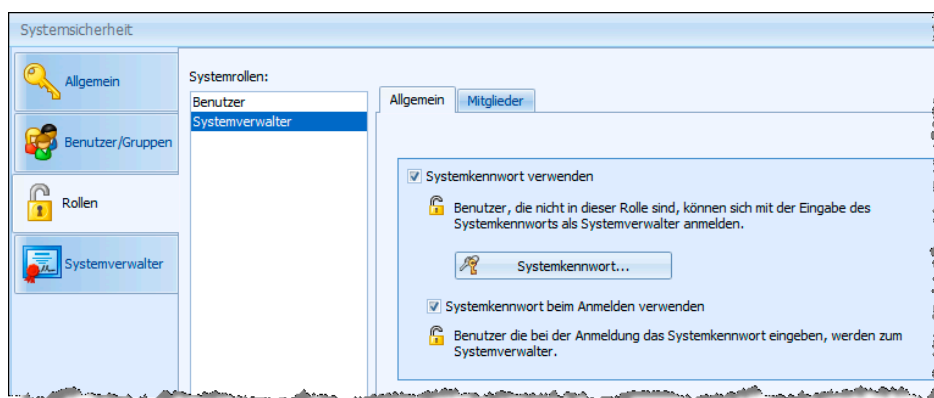 Systemsicherheit
Allgemein
Benutzer/Gruppen
Rollen
Systemverwalter
Systemrollen:
Benutzer
Systemverwalter
Allgemein
Mitglieder
Systemkennwort verwenden
Benutzer, die nicht in dieser Rolle sind, können sich mit der Eingabe des
Systemkennworts als Systemverwalter anmelden.
Systemkennwort...
Systemkennwort beim Anmelden verwenden
Benutzer die bei der Anmeldung das Systemkennwort eingeben, werden zum
Systemverwalter.